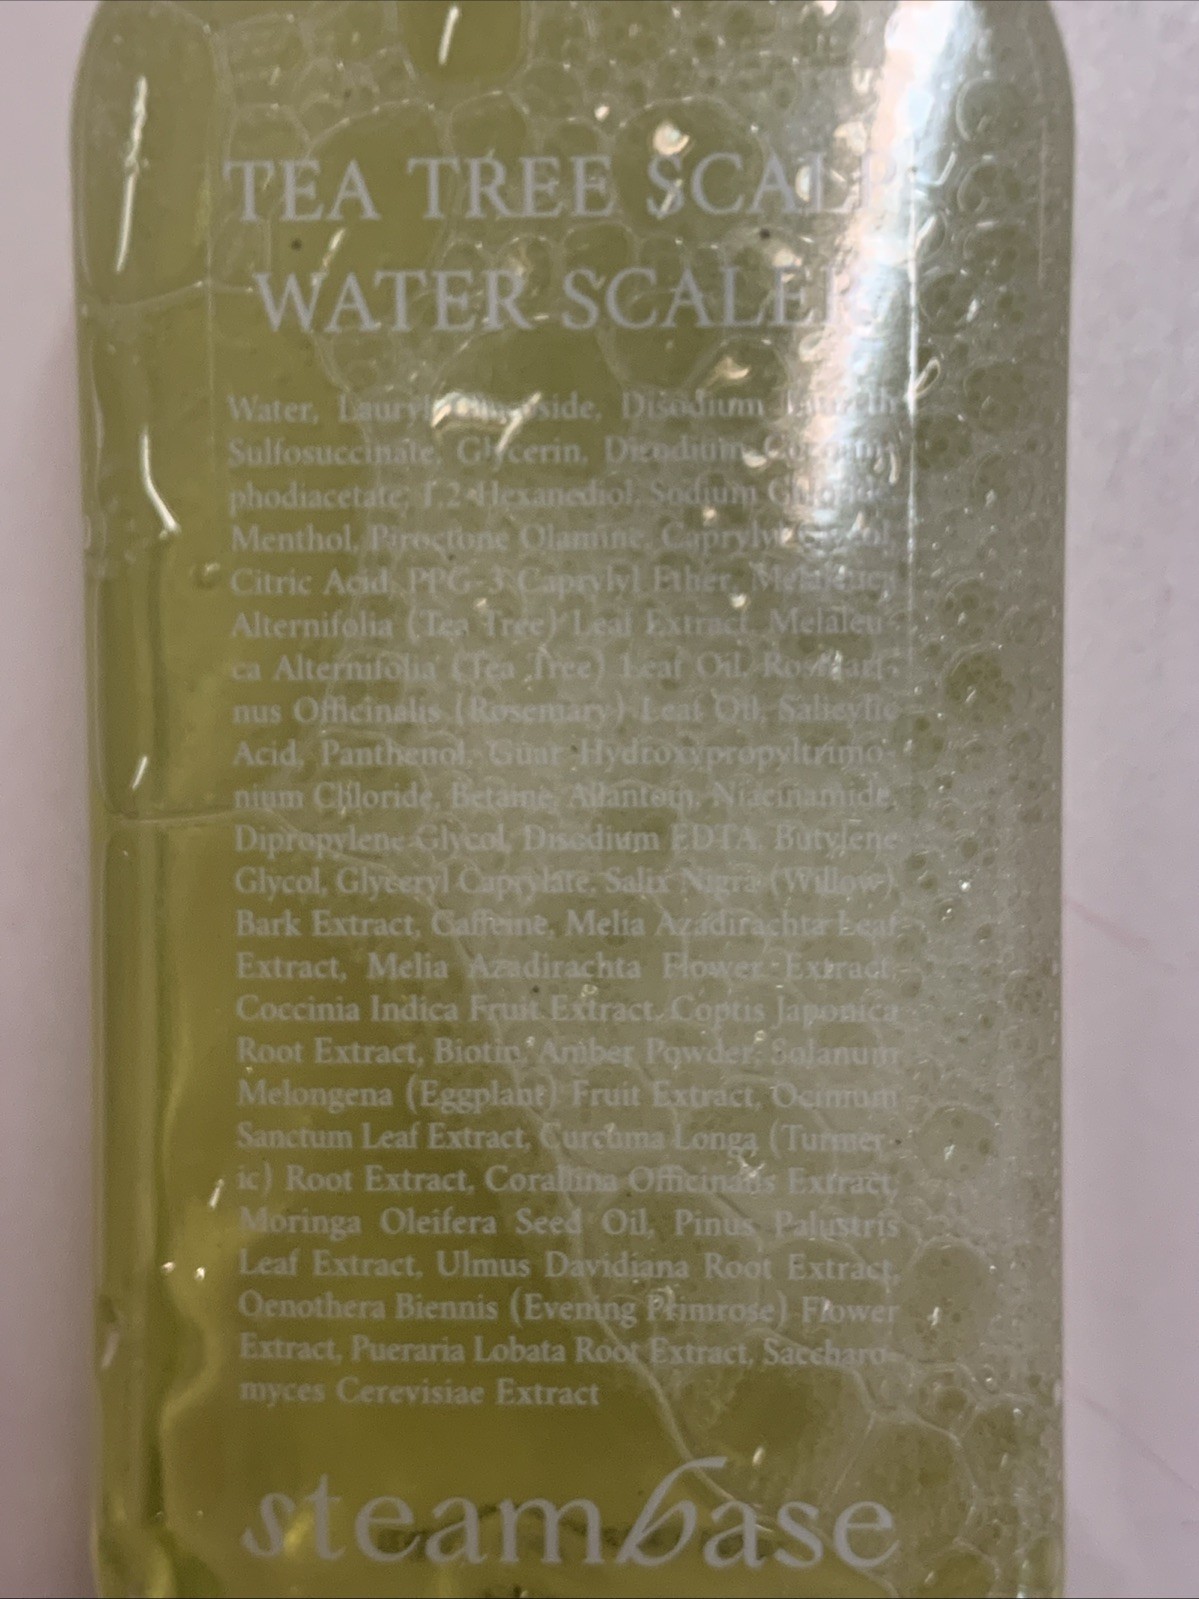 TEA TREE SCALP
WATER SCALER
Water, Lauryl Glucoside, Disodium Laureth
Sulfosuccinate, Glycerin, Disodium Cocoam
phodiacetate, 1,2-Hexanediol, Sodium Chloride,
Menthol, Piroctone Olamine, Caprylyl Glycol,
Citric Acid, PPG-3 Caprylyl Ether, Melaleuca
Alternifolia (Tea Tree) Leaf Extract, Melaleu-
ca Alternifolia (Tea Tree) Leaf Oil, Rosmari-
nus Officinalis (Rosemary) Leaf Oil, Salicylic
Acid, Panthenol, Guar Hydroxypropyltrimo-
nium Chloride, Betaine, Allantoin, Niacinamide,
Dipropylene Glycol, Disodium EDTA, Butylene
Glycol, Glyceryl Caprylate, Salix Nigra (Willow)
Bark Extract, Caffeine, Melia Azadirachta Leaf
Extract, Melia Azadirachta Flower Extract,
Coccinia Indica Fruit Extract, Coptis Japonica
Root Extract, Biotin, Amber Powder, Solanum
Melongena (Eggplant) Fruit Extract, Ocimum
Sanctum Leaf Extract, Curcuma Longa (Turmer-
ic) Root Extract, Corallina Officinalis Extract,
Moringa Oleifera Seed Oil, Pinus Palustris
Leaf Extract, Ulmus Davidiana Root Extract,
Oenothera Biennis (Evening Primrose) Flower
Extract, Pueraria Lobata Root Extract, Saccharo-
myces Cerevisiae Extract
steambase